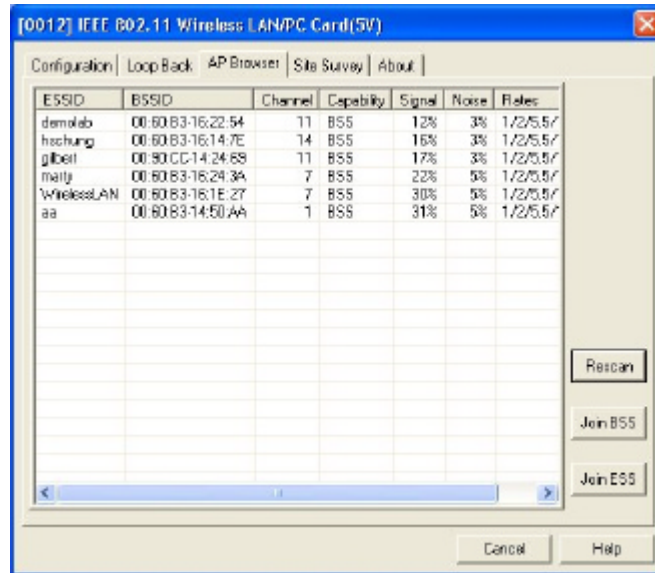 [0012] IEEE 802.11 Wireless LAN/PC Card(5V)
Configuration Loop Back AP Browser Site Survey About
ESSID BSSID Channel Capability Signal Noise Rates
demolab 00:60:B3-16:22:54 11 BSS 12% 3% 1/2/5.5/
hschung 00:60:B3-16:14:7E 14 BSS 16% 3% 1/2/5.5/
gilbert 00:90:CC-14:24:69 11 BSS 17% 3% 1/2/5.5/
marty 00:60:B3-16:24:3A 7 BSS 22% 5% 1/2/5.5/
WirelessLAN 00:60:B3-16:1E:27 7 BSS 30% 5% 1/2/5.5/
aa 00:60:B3-14:50:AA 1 BSS 31% 5% 1/2/5.5/
Rescan
Join BSS
Join ESS
Cancel Help